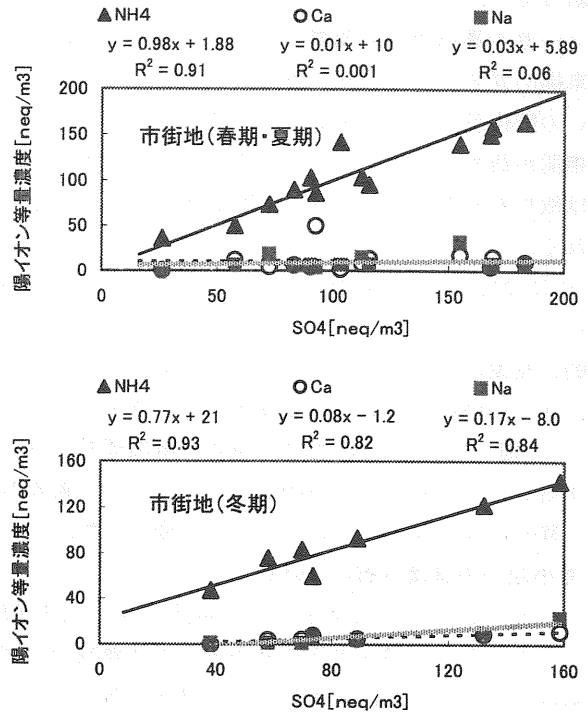 NH4 Ca Na
y = 0.98x + 1.88 y = 0.01x + 10 y = 0.03x + 5.89
R² = 0.91 R² = 0.001 R² = 0.06
陽イオン等量濃度[neq/m3]
200
150
100
50
0
市街地(春期・夏期)
0 50 100 150 200
SO4[neq/m3]
NH4 Ca Na
y = 0.77x + 21 y = 0.08x − 1.2 y = 0.17x − 8.0
R² = 0.93 R² = 0.82 R² = 0.84
陽イオン等量濃度[neq/m3]
160
120
80
40
0
市街地(冬期)
0 40 80 120 160
SO4[neq/m3]